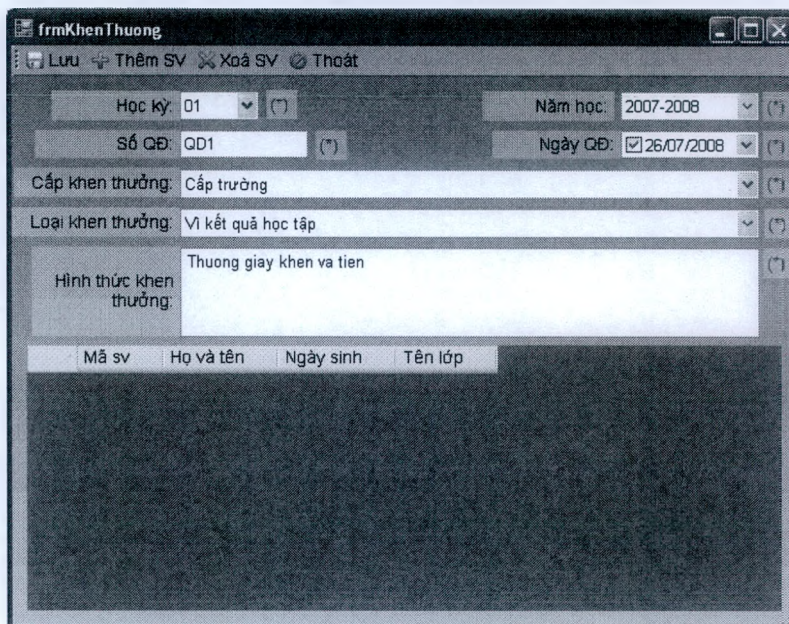 frmKhenThuong
Lưu Thêm SV Xoá SV Thoát
Học kỳ: 01 (*) Năm học: 2007-2008 (*)
Số QĐ: QD1 (*) Ngày QĐ: 26/07/2008 (*)
Cấp khen thưởng: Cấp trường (*)
Loại khen thưởng: Vì kết quả học tập (*)
Hình thức khen thưởng: Thuong giay khen va tien (*)
Mã sv Họ và tên Ngày sinh Tên lớp